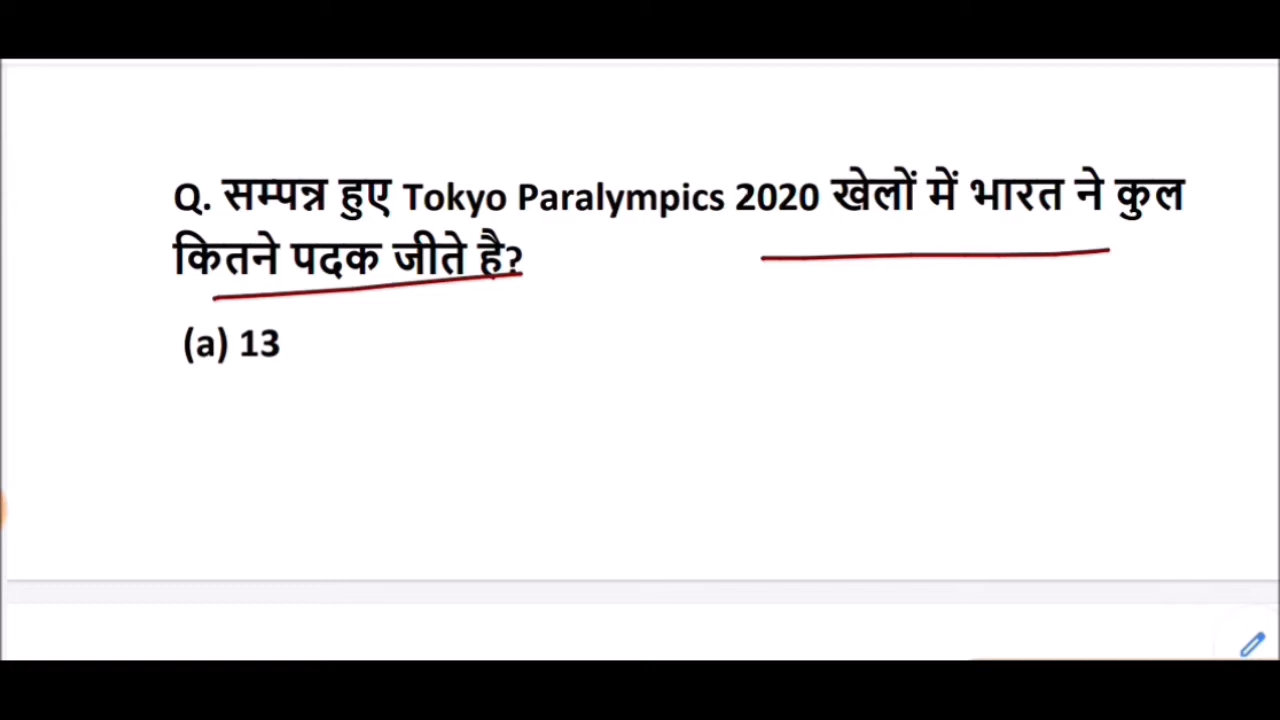 Q. सम्पन्न हुए Tokyo Paralympics 2020 खेलों में भारत ने कुल
कितने पदक जीते है?
(a) 13